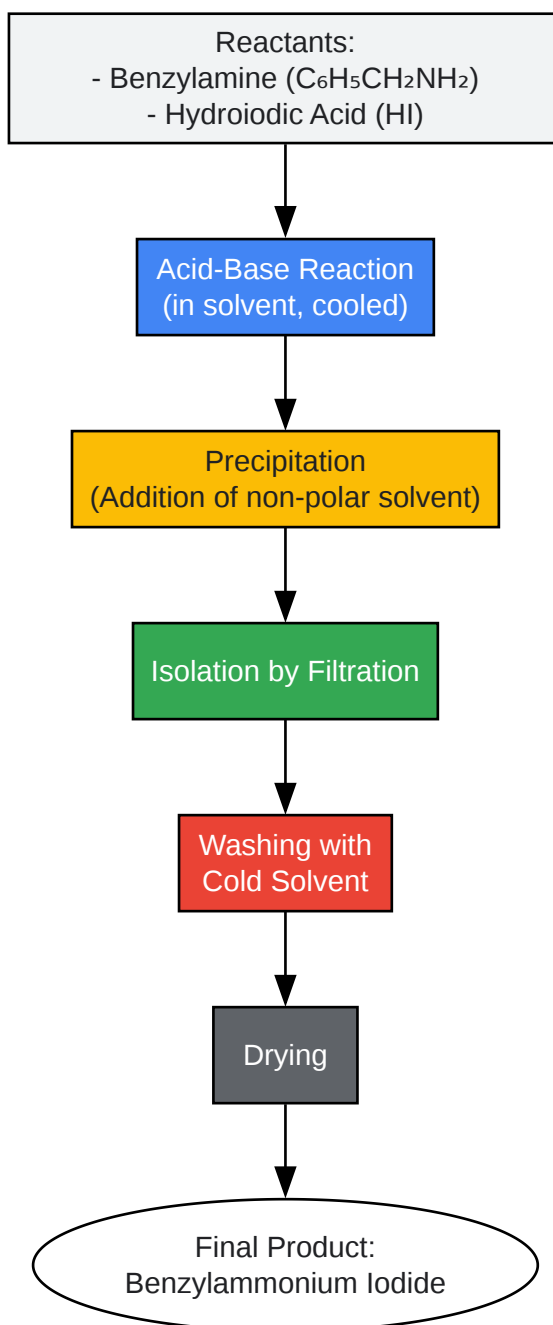 Reactants:
- Benzylamine (C₆H₅CH₂NH₂)
- Hydroiodic Acid (HI)
Acid-Base Reaction
(in solvent, cooled)
Precipitation
(Addition of non-polar solvent)
Isolation by Filtration
Washing with
Cold Solvent
Drying
Final Product:
Benzylammonium Iodide